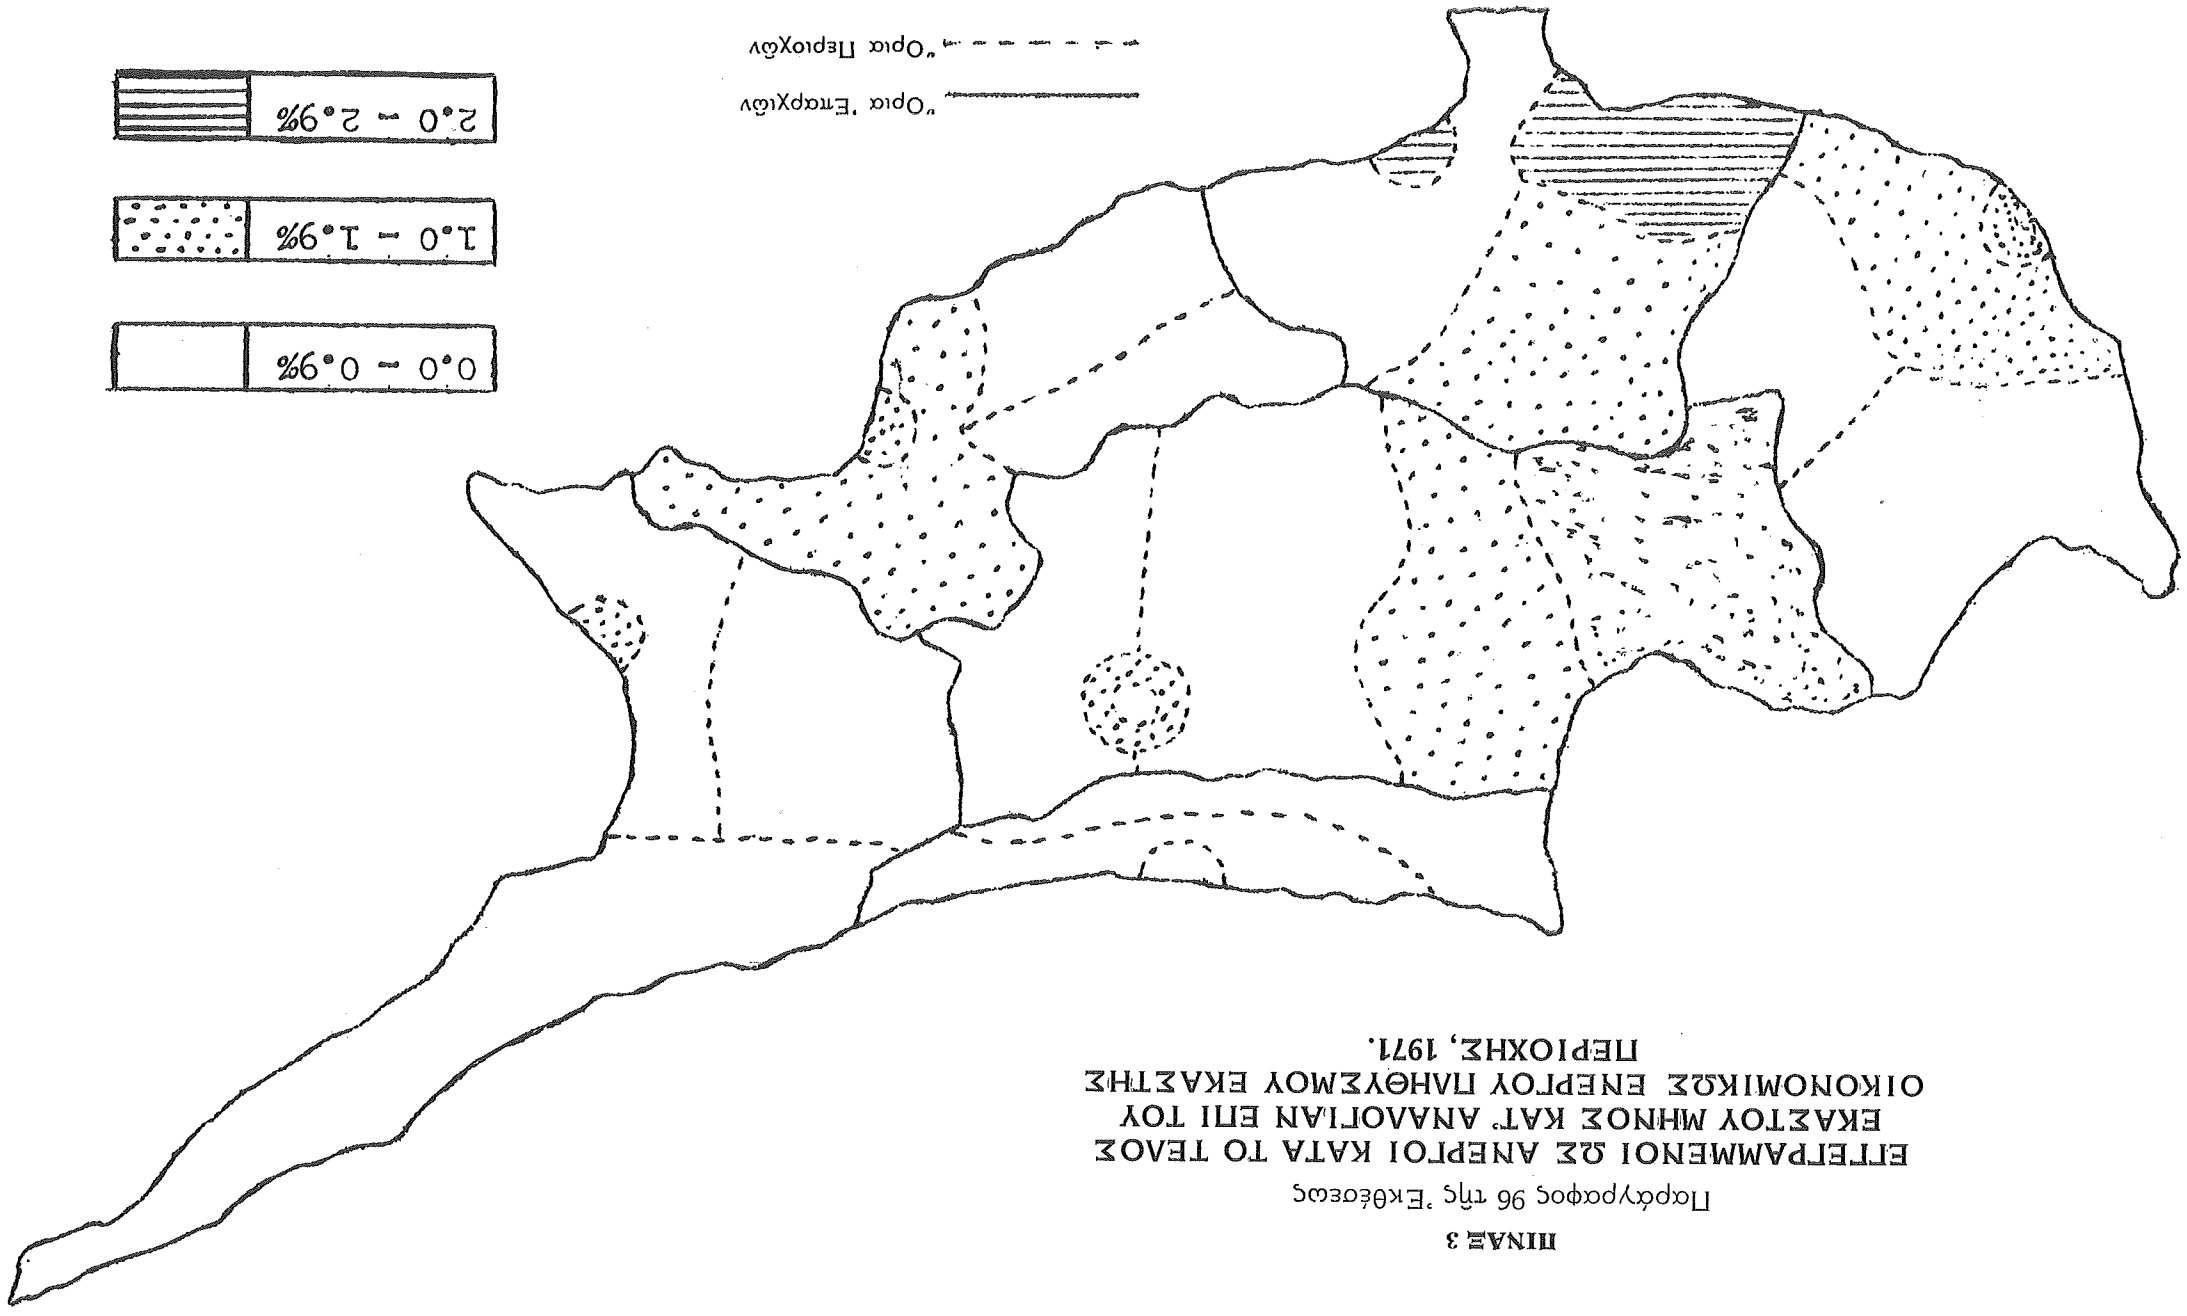 ΠΙΝΑΞ 3
Παράγραφος 96 τῆς Ἐκθέσεως
ΕΓΓΕΓΡΑΜΜΕΝΟΙ ΩΣ ΑΝΕΡΓΟΙ ΚΑΤΑ ΤΟ ΤΕΛΟΣ
ΕΚΑΣΤΟΥ ΜΗΝΟΣ ΚΑΤ' ΑΝΑΛΟΓΙΑΝ ΕΠΙ ΤΟΥ
ΟΙΚΟΝΟΜΙΚΩΣ ΕΝΕΡΓΟΥ ΠΛΗΘΥΣΜΟΥ ΕΚΑΣΤΗΣ
ΠΕΡΙΟΧΗΣ, 1971.
0.0 - 0.9%
1.0 - 1.9%
2.0 - 2.9%
Ὅρια Ἐπαρχιῶν
Ὅρια Περιοχῶν